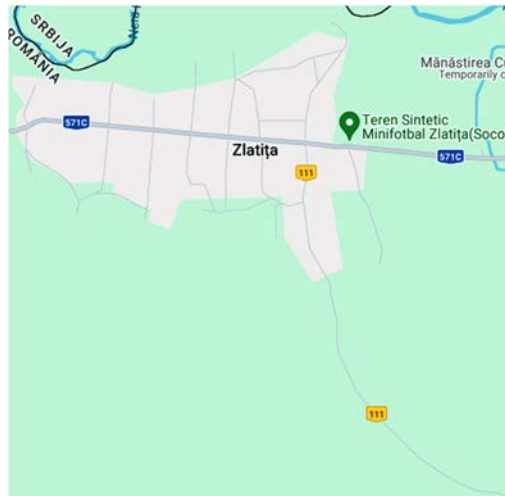 SRBIJA
ROMÂNIA
Mănăstirea
Temporarily
Teren Sintetic
Minifotbal Zlatița(Soco
571C
Zlatița
571C
111
111